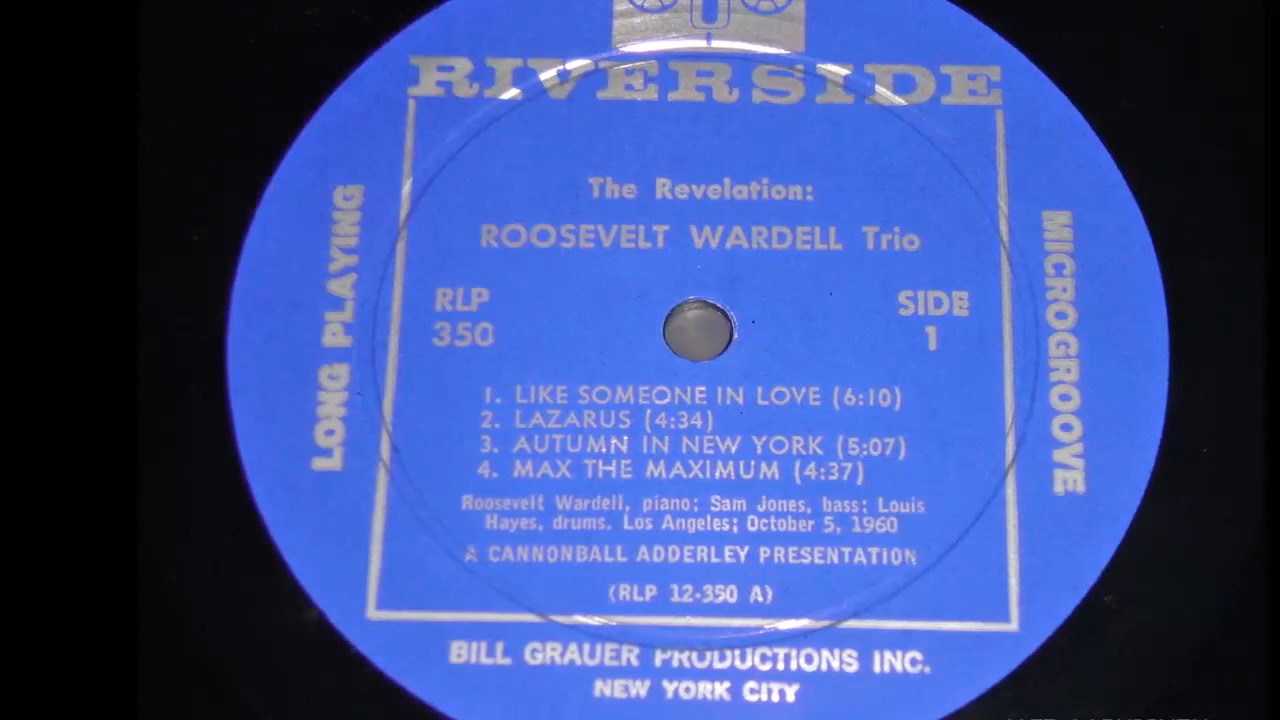 RIVERSIDE
The Revelation:
ROOSEVELT WARDELL Trio
RLP
350
SIDE
1
LONG PLAYING
MICROGROOVE
1. LIKE SOMEONE IN LOVE (6:10)
2. LAZARUS (4:34)
3. AUTUMN IN NEW YORK (5:07)
4. MAX THE MAXIMUM (4:37)
Roosevelt Wardell, piano; Sam Jones, bass; Louis
Hayes, drums. Los Angeles; October 5, 1960
A CANNONBALL ADDERLEY PRESENTATION
(RLP 12-350 A)
BILL GRAUER PRODUCTIONS INC.
NEW YORK CITY